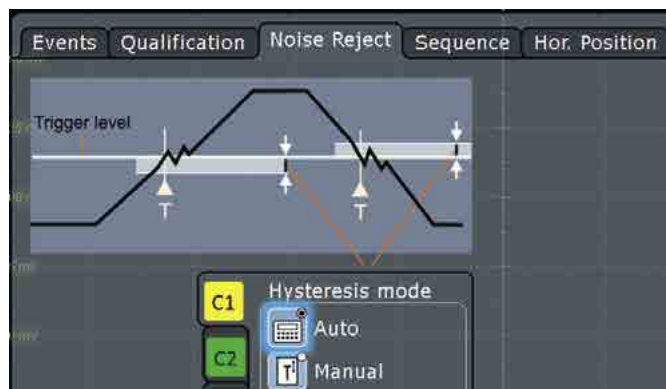 Events Qualification Noise Reject Sequence Hor. Position
Trigger level
T T
C1 Hysteresis mode
Auto
C2
Manual